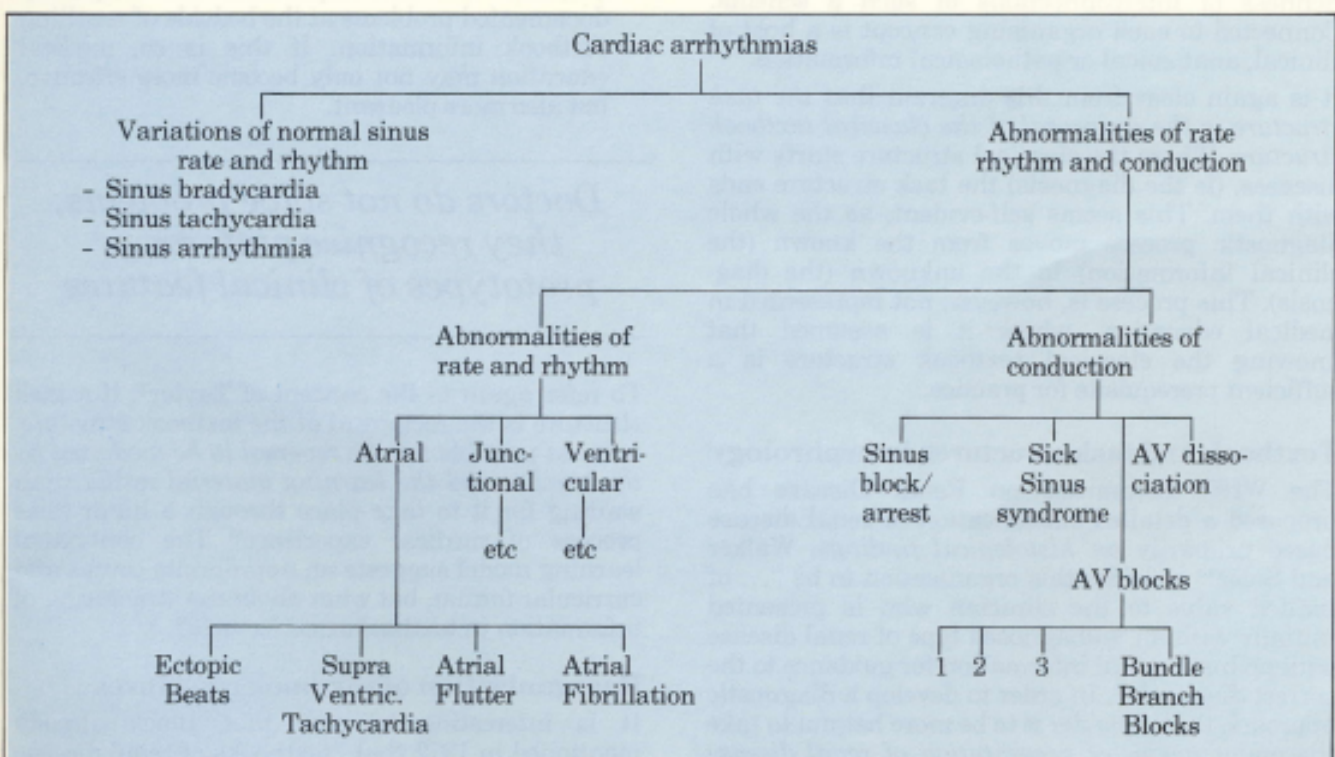 Cardiac arrhythmias
Variations of normal sinus
rate and rhythm
– Sinus bradycardia
– Sinus tachycardia
– Sinus arrhythmia
Abnormalities of rate
rhythm and conduction
Abnormalities of
rate and rhythm
Abnormalities of
conduction
Atrial
Junc-
tional
etc
Ventri-
cular
etc
Sinus
block/
arrest
Sick
Sinus
syndrome
AV disso-
ciation
AV blocks
Ectopic
Beats
Supra
Ventric.
Tachycardia
Atrial
Flutter
Atrial
Fibrillation
1 2 3
Bundle
Branch
Blocks